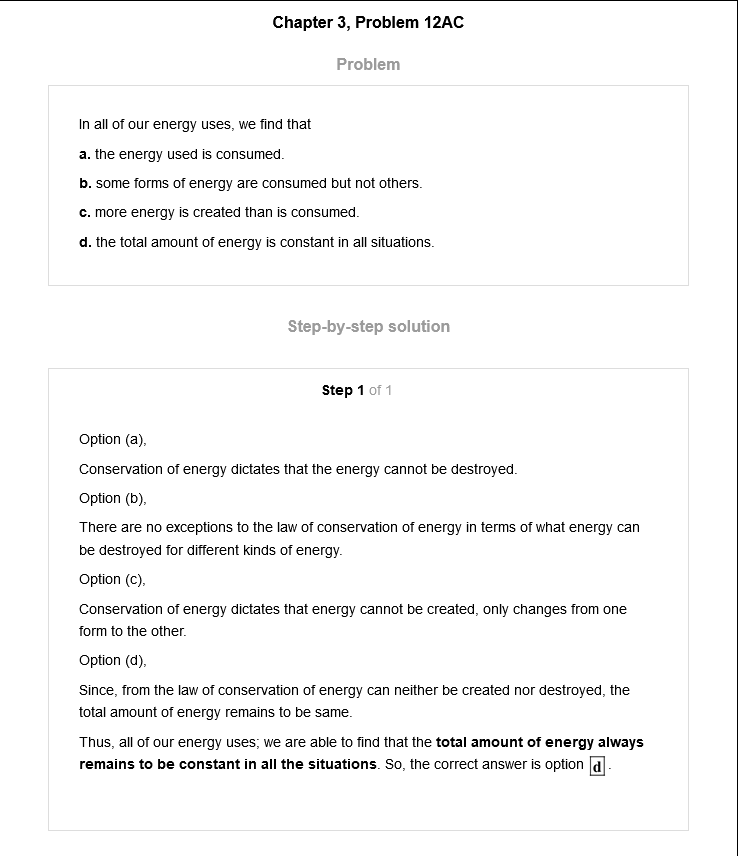 Chapter 3, Problem 12AC
Problem
In all of our energy uses, we find that
a. the energy used is consumed.
b. some forms of energy are consumed but not others.
c. more energy is created than is consumed.
d. the total amount of energy is constant in all situations.
Step-by-step solution
Step 1 of 1
Option (a),
Conservation of energy dictates that the energy cannot be destroyed.
Option (b),
There are no exceptions to the law of conservation of energy in terms of what energy can
be destroyed for different kinds of energy.
Option (c),
Conservation of energy dictates that energy cannot be created, only changes from one
form to the other.
Option (d),
Since, from the law of conservation of energy can neither be created nor destroyed, the
total amount of energy remains to be same.
Thus, all of our energy uses; we are able to find that the total amount of energy always
remains to be constant in all the situations. So, the correct answer is option d.